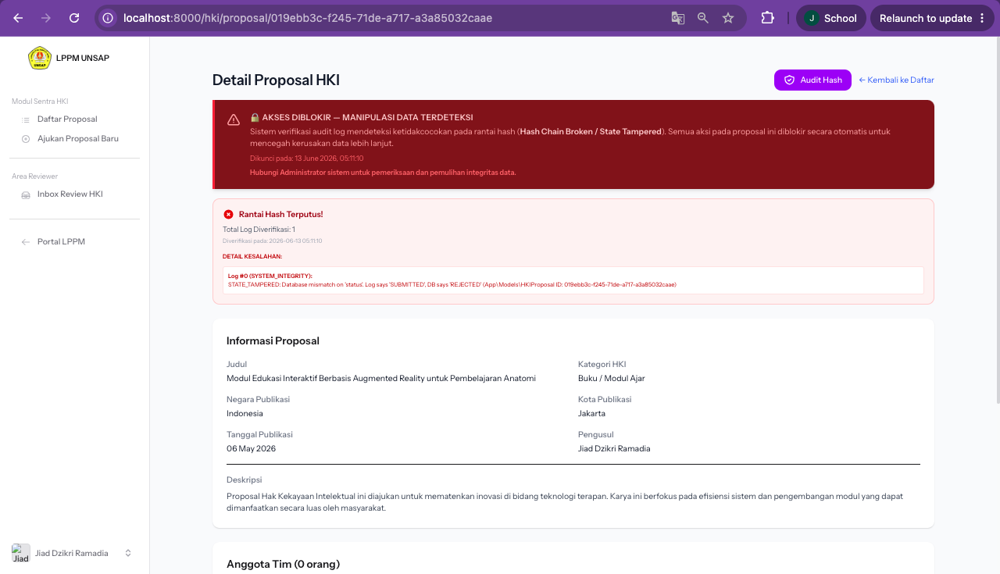 localhost:8000/hki/proposal/019ebb3c-f245-71de-a717-a3a85032caae
J School
Relaunch to update
UNSAP
LPPM UNSAP
Modul Sentra HKI
Daftar Proposal
Ajukan Proposal Baru
Area Reviewer
Inbox Review HKI
← Portal LPPM
Detail Proposal HKI
Audit Hash
← Kembali ke Daftar
🔒 AKSES DIBLOKIR — MANIPULASI DATA TERDETEKSI
Sistem verifikasi audit log mendeteksi ketidakcocokan pada rantai hash (Hash Chain Broken / State Tampered). Semua aksi pada proposal ini diblokir secara otomatis untuk
mencegah kerusakan data lebih lanjut.
Dikunci pada: 13 June 2026, 05:11:10
Hubungi Administrator sistem untuk pemeriksaan dan pemulihan integritas data.
Rantai Hash Terputus!
Total Log Diverifikasi: 1
Diverifikasi pada: 2026-06-13 05:11:10
DETAIL KESALAHAN:
Log #0 (SYSTEM_INTEGRITY):
STATE_TAMPERED: Database mismatch on 'status'. Log says 'SUBMITTED', DB says 'REJECTED' (App\Models\HKIProposal ID: 019ebb3c-f245-71de-a717-a3a85032caae)
Informasi Proposal
Judul
Modul Edukasi Interaktif Berbasis Augmented Reality untuk Pembelajaran Anatomi
Kategori HKI
Buku / Modul Ajar
Negara Publikasi
Indonesia
Kota Publikasi
Jakarta
Tanggal Publikasi
06 May 2026
Pengusul
Jiad Dzikri Ramadia
Deskripsi
Proposal Hak Kekayaan Intelektual ini diajukan untuk mematenkan inovasi di bidang teknologi terapan. Karya ini berfokus pada efisiensi sistem dan pengembangan modul yang dapat
dimanfaatkan secara luas oleh masyarakat.
Anggota Tim (0 orang)
Jiad
Jiad Dzikri Ramadia